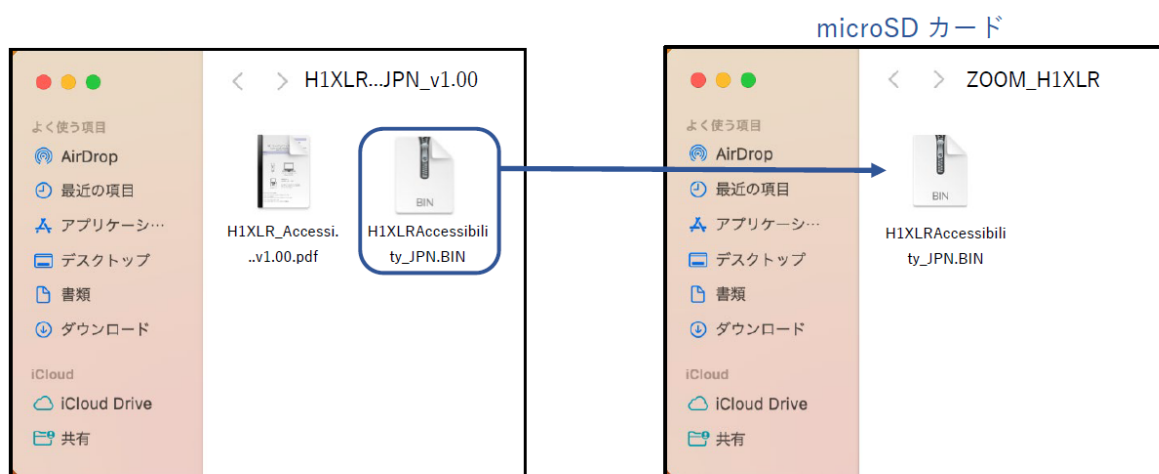 microSD カード
H1XLR...JPN_v1.00
よく使う項目
AirDrop
最近の項目
アプリケーシ…
デスクトップ
書類
ダウンロード
iCloud
iCloud Drive
共有
H1XLR_Accessi.
..v1.00.pdf
BIN
H1XLRAccessibili
ty_JPN.BIN
ZOOM_H1XLR
よく使う項目
AirDrop
最近の項目
アプリケーシ…
デスクトップ
書類
ダウンロード
iCloud
iCloud Drive
共有
BIN
H1XLRAccessibili
ty_JPN.BIN